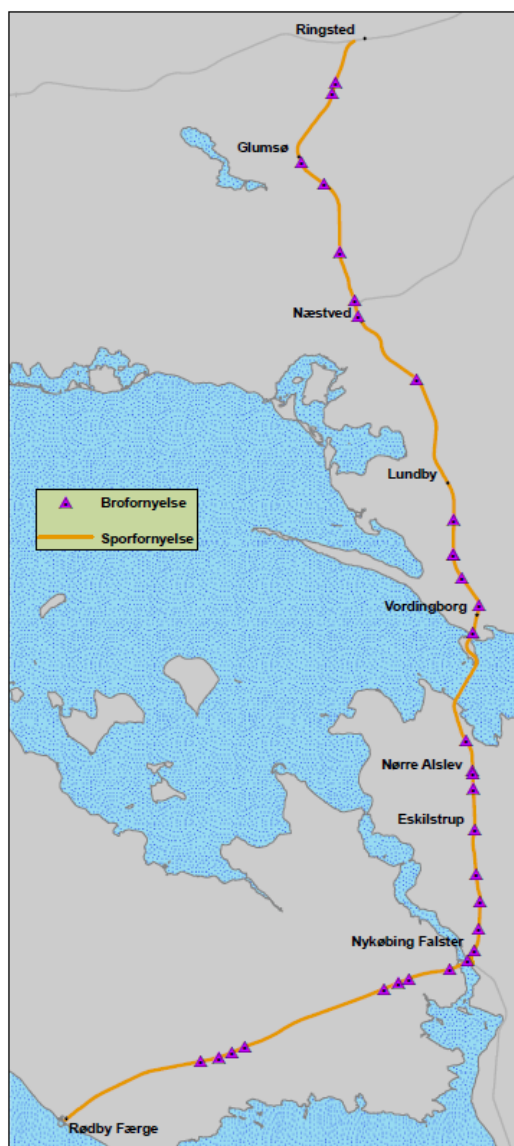 Ringsted
Glumsø
Næstved
Lundby
Brofornyelse
Sporfornyelse
Vordingborg
Nørre Alslev
Eskilstrup
Nykøbing Falster
Rødby Færge